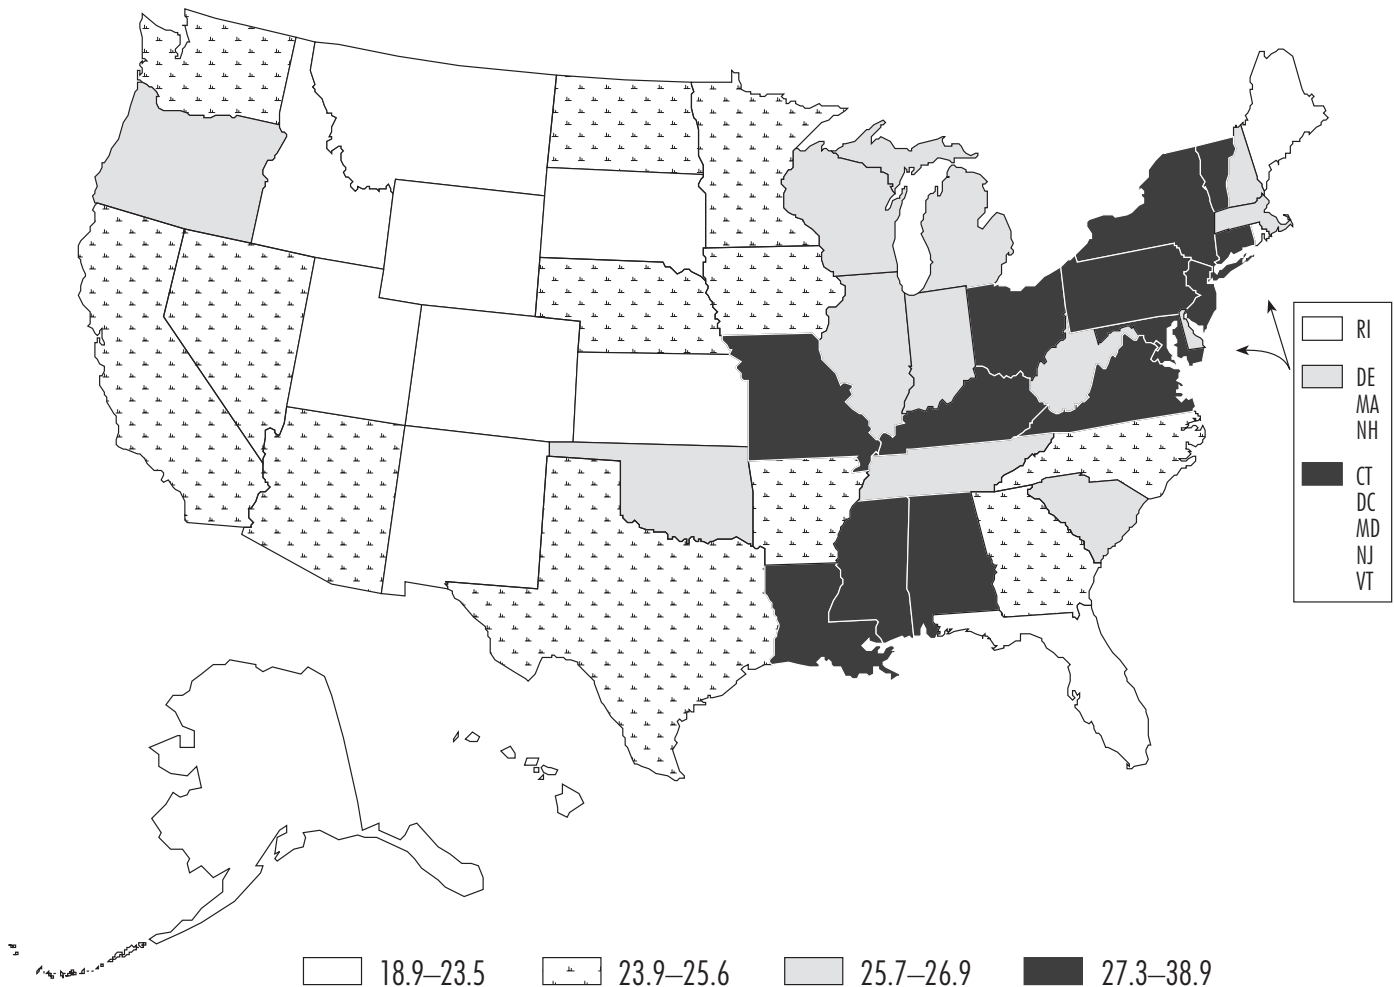 RI
DE
MA
NH
CT
DC
MD
NJ
VT
18.9–23.5
23.9–25.6
25.7–26.9
27.3–38.9